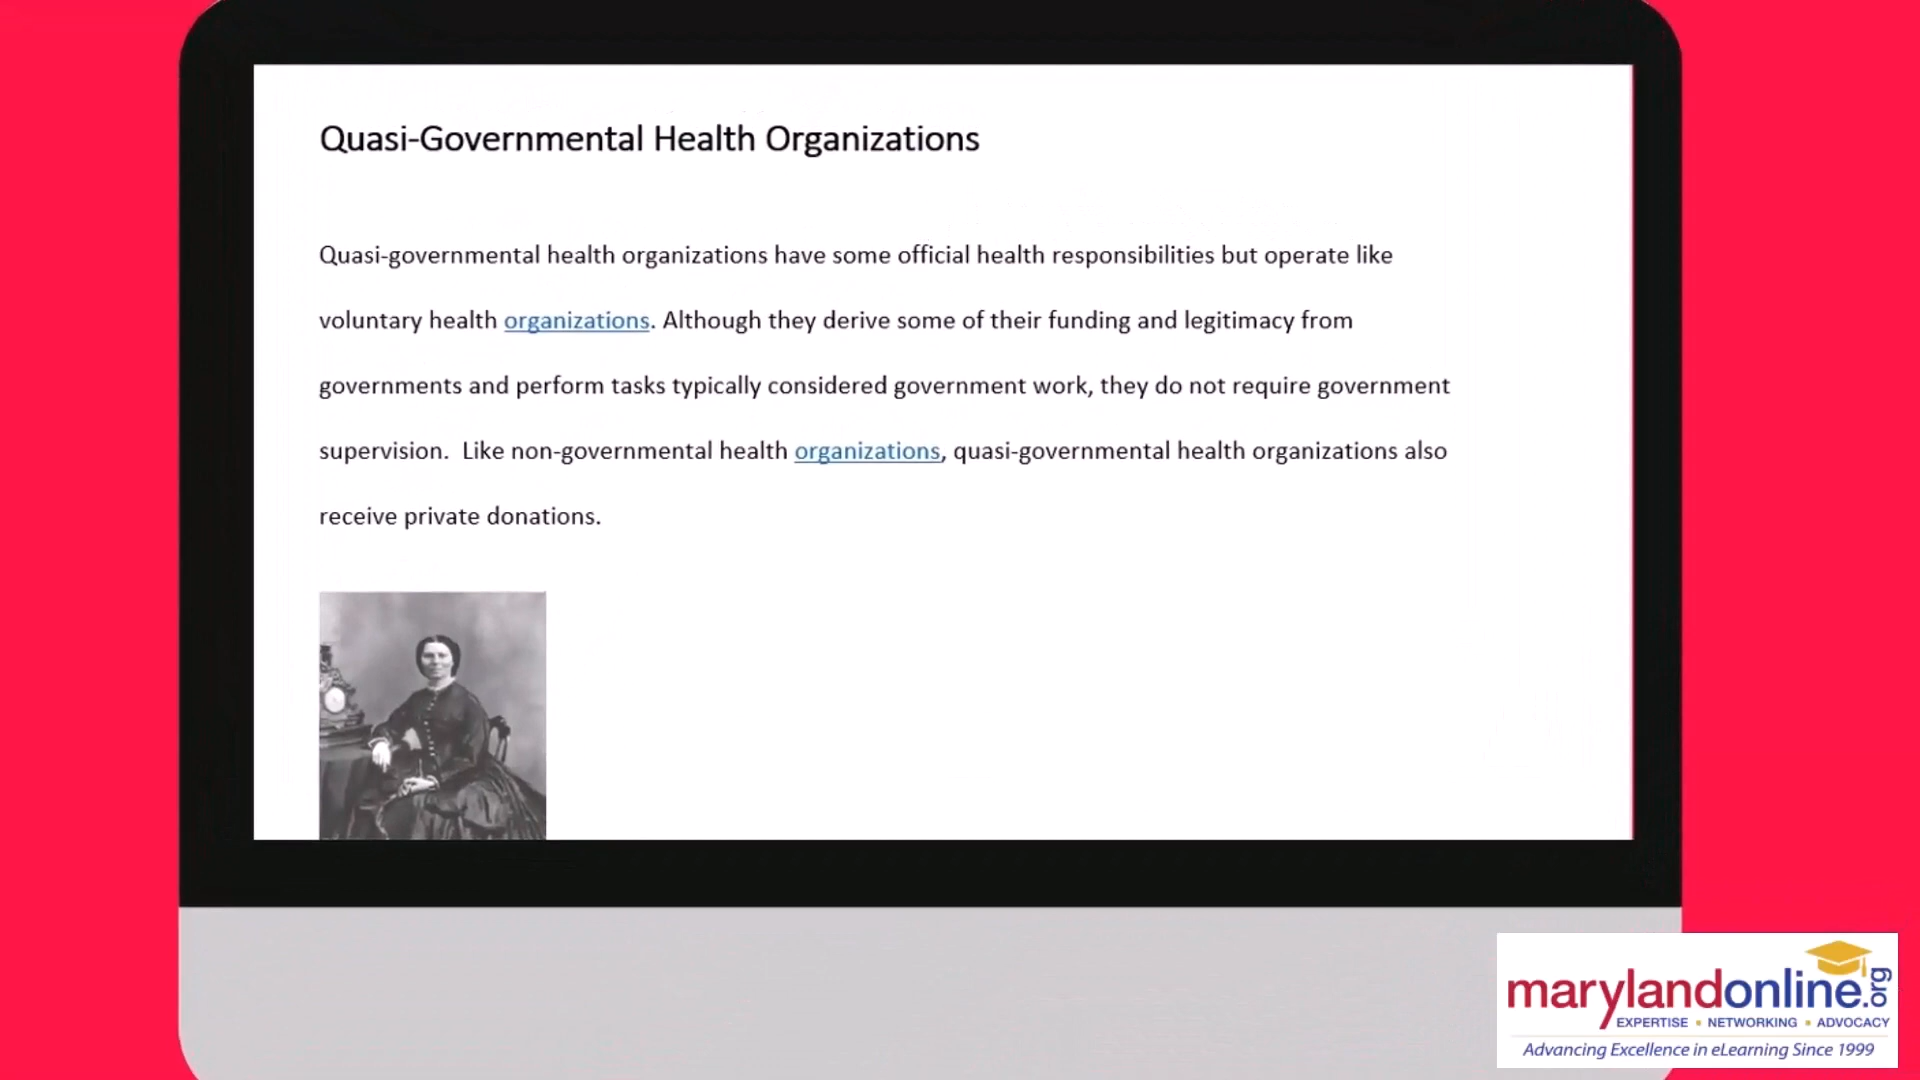 Quasi-Governmental Health Organizations
Quasi-governmental health organizations have some official health responsibilities but operate like
voluntary health organizations. Although they derive some of their funding and legitimacy from
governments and perform tasks typically considered government work, they do not require government
supervision.  Like non-governmental health organizations, quasi-governmental health organizations also
receive private donations.
marylandonline.org
EXPERTISE • NETWORKING • ADVOCACY
Advancing Excellence in eLearning Since 1999